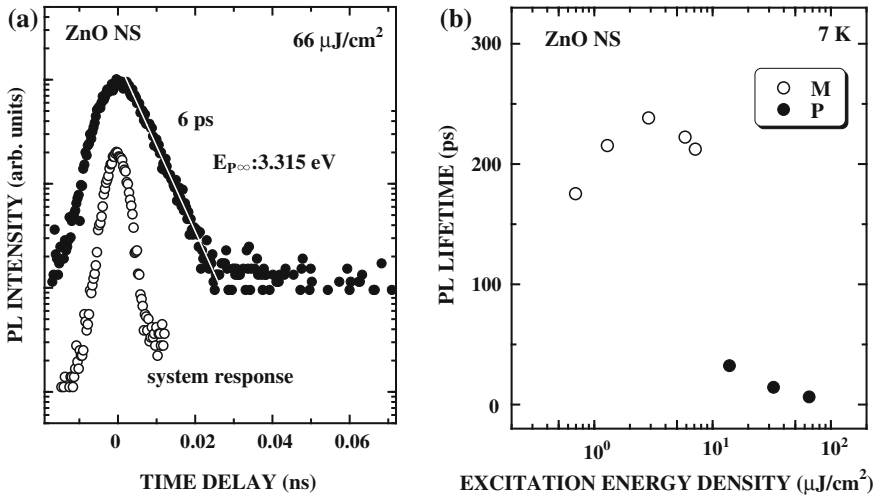 (a)
ZnO NS
66 μJ/cm²
6 ps
E_P∞:3.315 eV
system response
PL INTENSITY (arb. units)
0
0.02
0.04
0.06
TIME DELAY (ns)
(b)
ZnO NS
7 K
M
P
300
200
100
0
PL LIFETIME (ps)
10⁰
10¹
10²
EXCITATION ENERGY DENSITY (μJ/cm²)